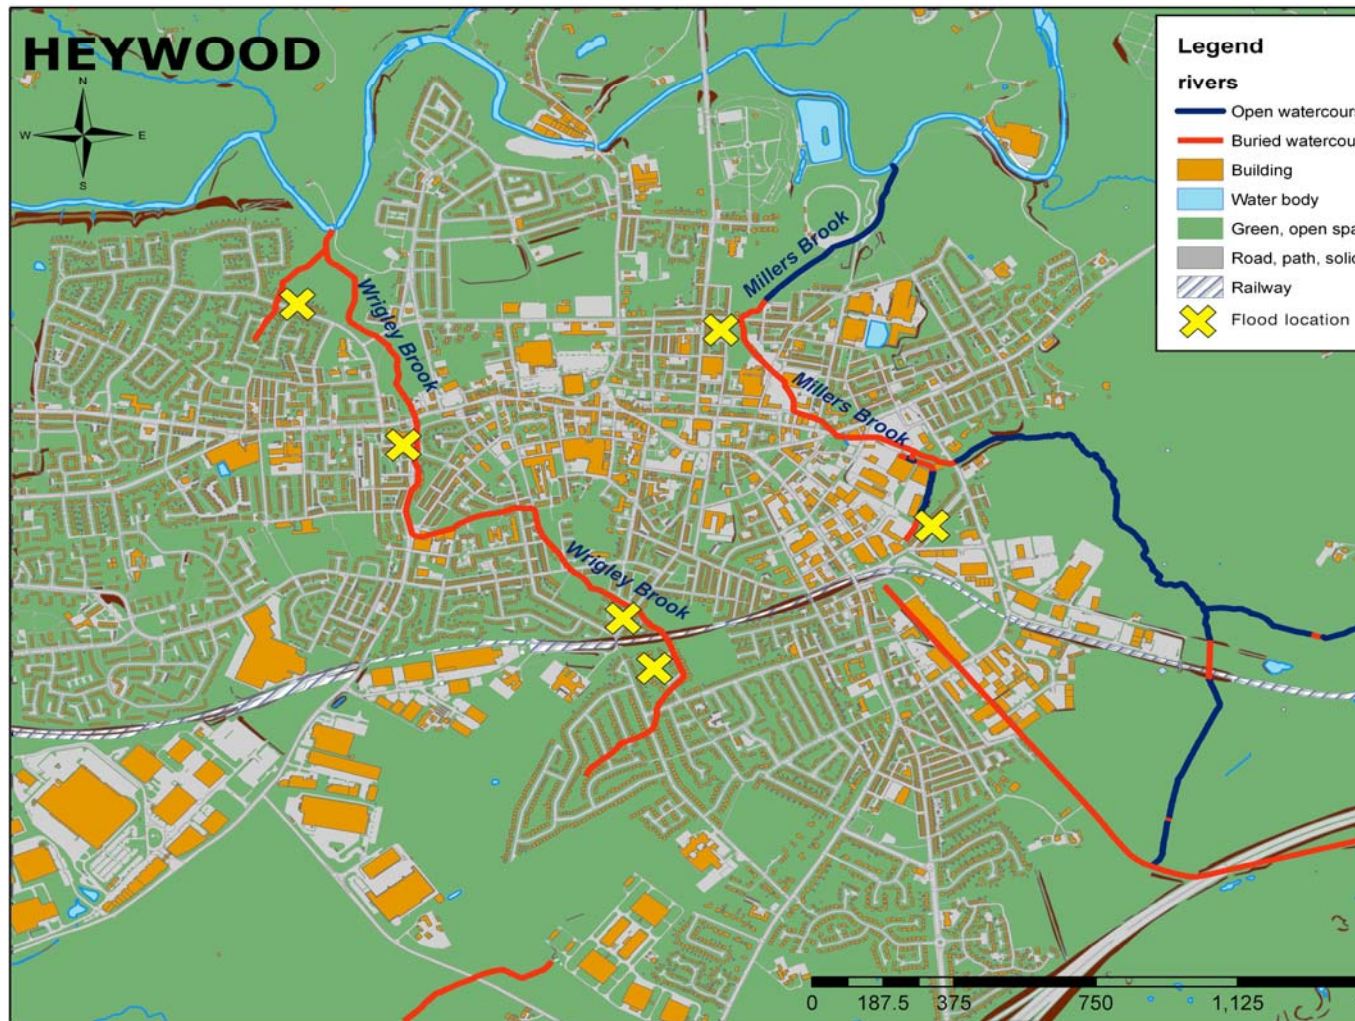 HEYWOOD
N
W E
S
Legend
rivers
Open watercour
Buried watercou
Building
Water body
Green, open spa
Road, path, solid
Railway
Flood location
Millers Brook
Wrigley Brook
Millers Brook
Wrigley Brook
0 187.5 375 750 1,125